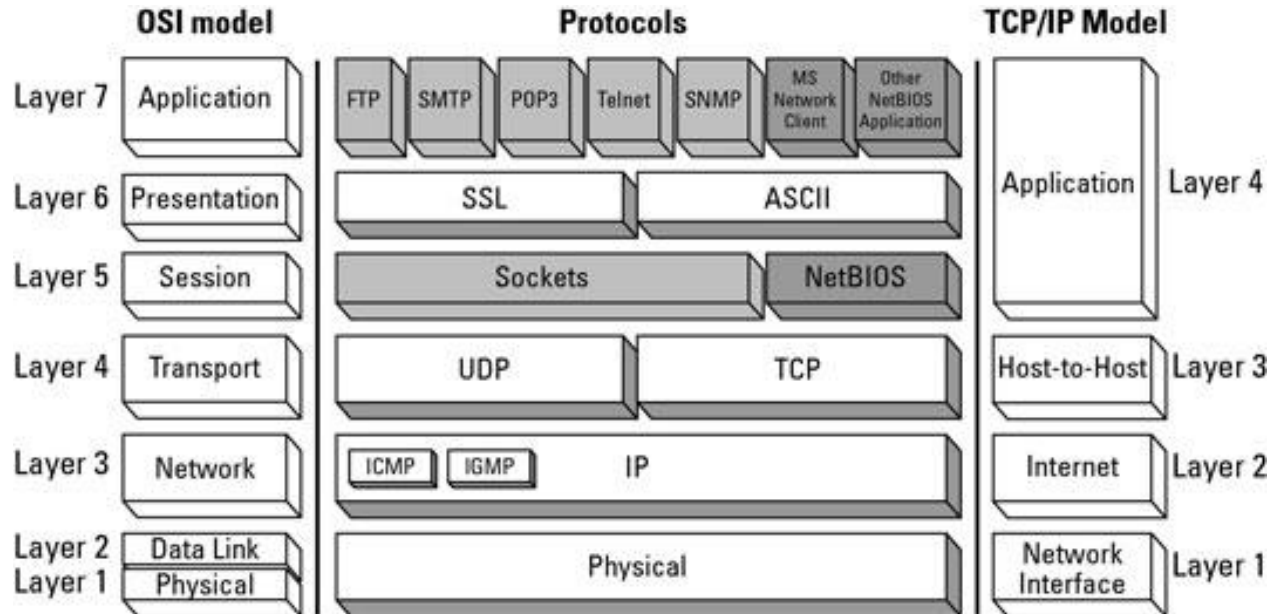 OSI model Protocols TCP/IP Model
Layer 7 Application FTP SMTP POP3 Telnet SNMP MS Network Client Other NetBIOS Application
Layer 6 Presentation SSL ASCII Application Layer 4
Layer 5 Session Sockets NetBIOS
Layer 4 Transport UDP TCP Host-to-Host Layer 3
Layer 3 Network ICMP IGMP IP Internet Layer 2
Layer 2 Data Link
Physical
Network Interface Layer 1
Layer 1 Physical